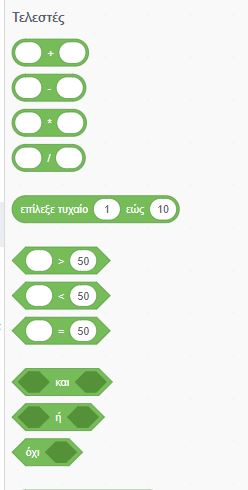 Τελεστές
+
-
*
/
επίλεξε τυχαίο 1 εώς 10
> 50
< 50
= 50
και
ή
όχι